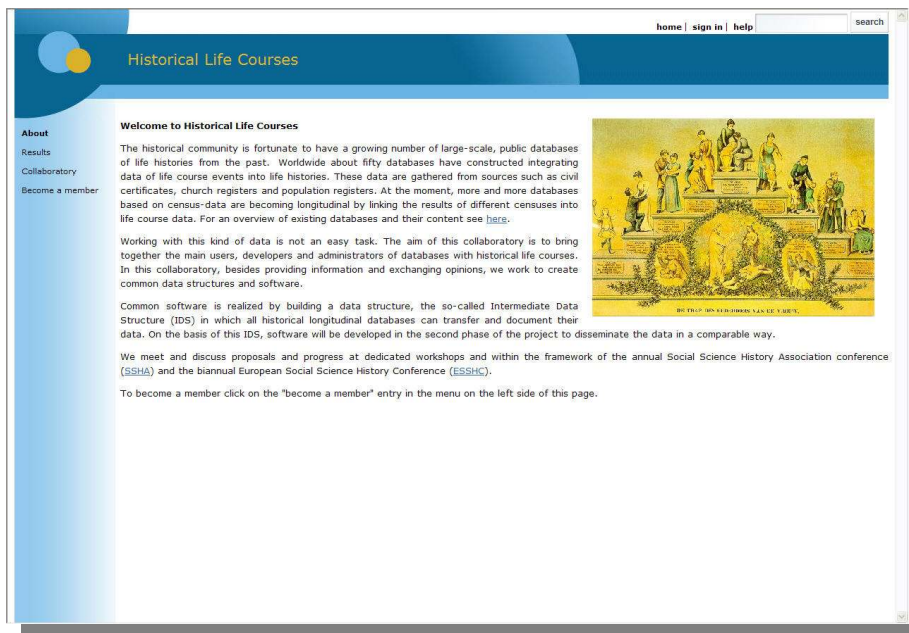 home | sign in | help
search
Historical Life Courses
About
Results
Collaboratory
Become a member
Welcome to Historical Life Courses
The historical community is fortunate to have a growing number of large-scale, public databases
of life histories from the past. Worldwide about fifty databases have constructed integrating
data of life course events into life histories. These data are gathered from sources such as civil
certificates, church registers and population registers. At the moment, more and more databases
based on census-data are becoming longitudinal by linking the results of different censuses into
life course data. For an overview of existing databases and their content see here.
Working with this kind of data is not an easy task. The aim of this collaboratory is to bring
together the main users, developers and administrators of databases with historical life courses.
In this collaboratory, besides providing information and exchanging opinions, we work to create
common data structures and software.
Common software is realized by building a data structure, the so-called Intermediate Data
Structure (IDS) in which all historical longitudinal databases can transfer and document their
data. On the basis of this IDS, software will be developed in the second phase of the project to disseminate the data in a comparable way.
We meet and discuss proposals and progress at dedicated workshops and within the framework of the annual Social Science History Association conference
(SSHA) and the biannual European Social Science History Conference (ESSHC).
To become a member click on the "become a member" entry in the menu on the left side of this page.